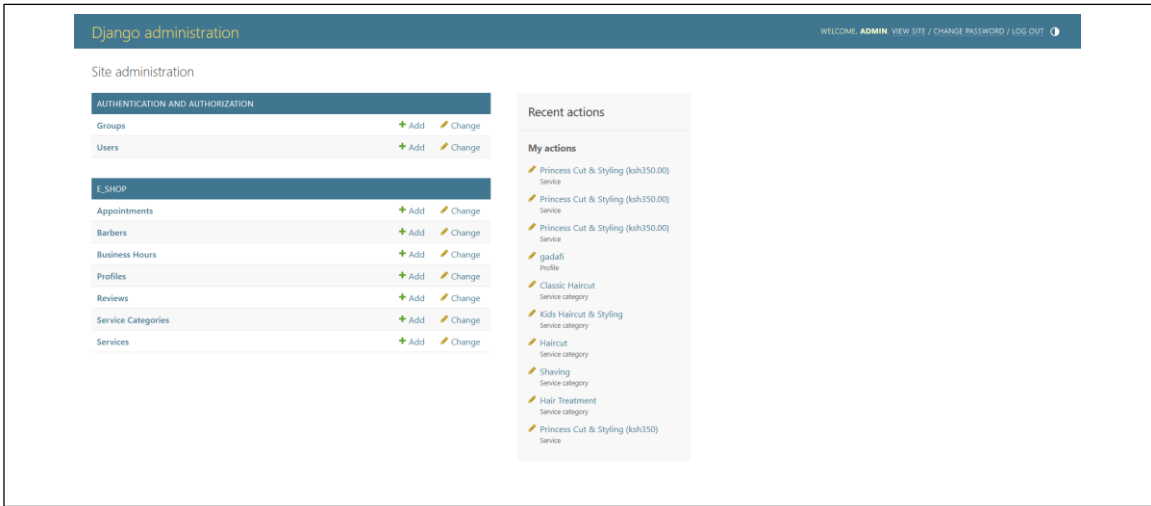 Django administration
WELCOME, ADMIN. VIEW SITE / CHANGE PASSWORD / LOG OUT
Site administration
AUTHENTICATION AND AUTHORIZATION
Groups + Add Change
Users + Add Change
E_SHOP
Appointments + Add Change
Barbers + Add Change
Business Hours + Add Change
Profiles + Add Change
Reviews + Add Change
Service Categories + Add Change
Services + Add Change
Recent actions
My actions
Princess Cut & Styling (ksh350.00)
Service
Princess Cut & Styling (ksh350.00)
Service
Princess Cut & Styling (ksh350.00)
Service
gadafi
Profile
Classic Haircut
Service category
Kids Haircut & Styling
Service category
Haircut
Service category
Shaving
Service category
Hair Treatment
Service category
Princess Cut & Styling (ksh350)
Service